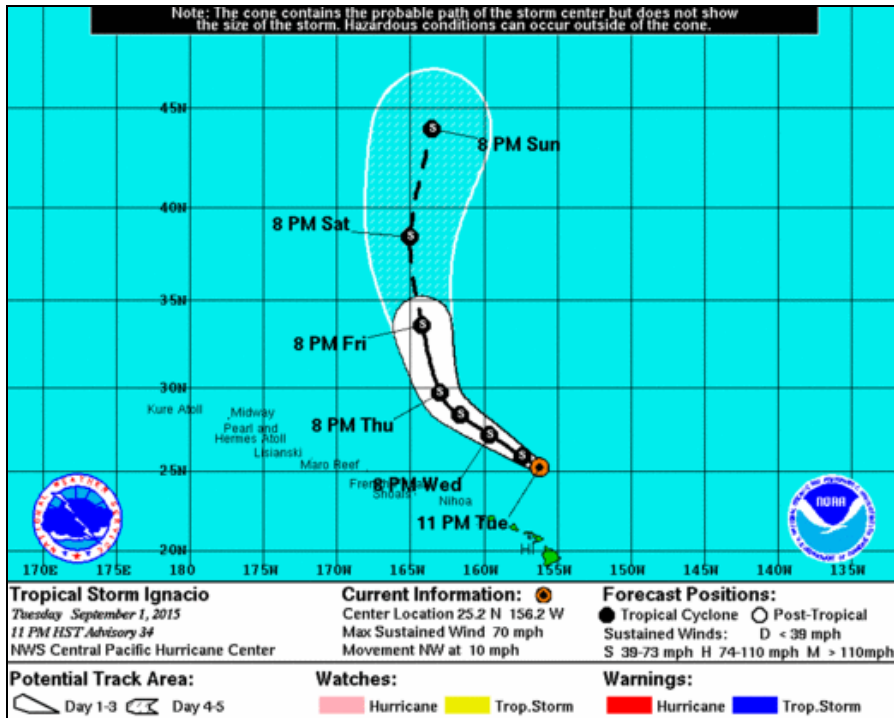 Note: The cone contains the probable path of the storm center but does not show
the size of the storm. Hazardous conditions can occur outside of the cone.
45N
8 PM Sun
40N
8 PM Sat
35N
8 PM Fri
30N
Kure Atoll
Midway
Pearl and
Hermes Atoll
8 PM Thu
Lisianski
Maro Reef
25N
8 PM Wed
Shoals
Nihoa
11 PM Tue
HI
20N
NOAA
170E 175E 180 175W 170W 165W 160W 155W 150W 145W 140W 135W
Tropical Storm Ignacio
Tuesday September 1, 2015
11 PM HST Advisory 34
NWS Central Pacific Hurricane Center
Current Information:
Center Location 25.2 N 156.2 W
Max Sustained Wind 70 mph
Movement NW at 10 mph
Forecast Positions:
Tropical Cyclone Post-Tropical
Sustained Winds: D < 39 mph
S 39-73 mph H 74-110 mph M > 110mph
Potential Track Area:
Day 1-3 Day 4-5
Watches:
Hurricane Trop.Storm
Warnings:
Hurricane Trop.Storm